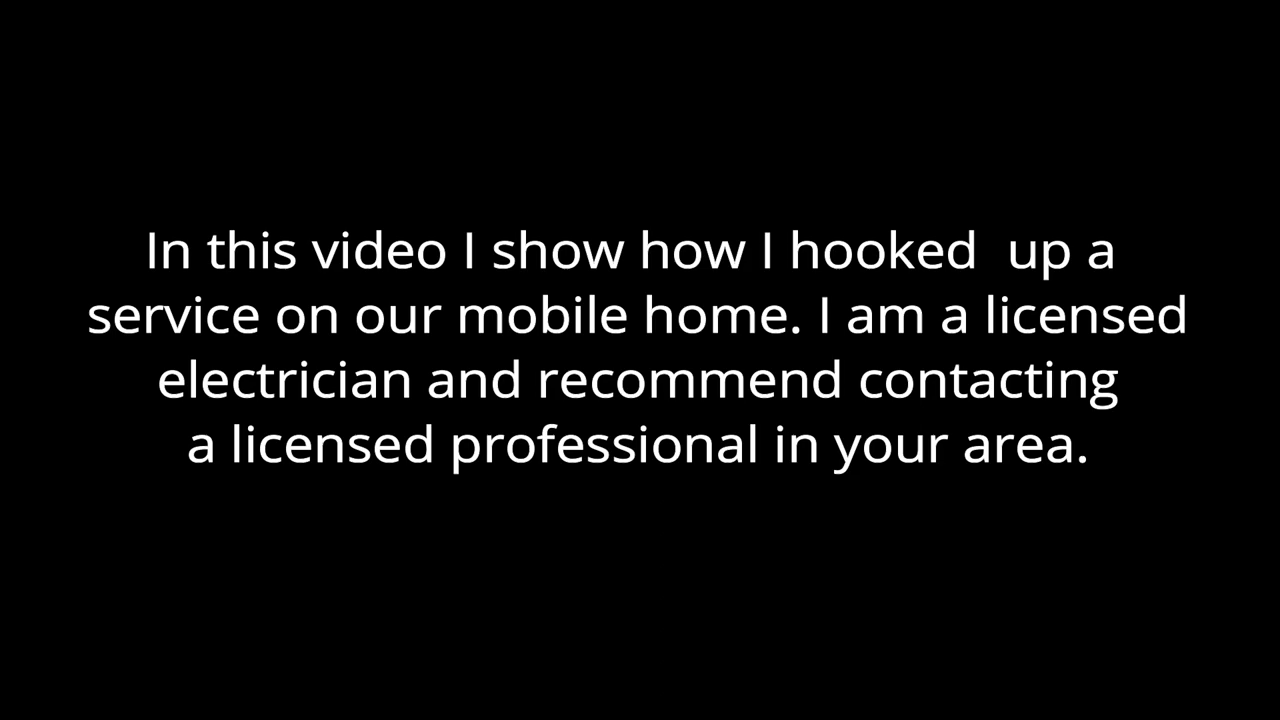 In this video I show how I hooked  up a
service on our mobile home. I am a licensed
electrician and recommend contacting
a licensed professional in your area.